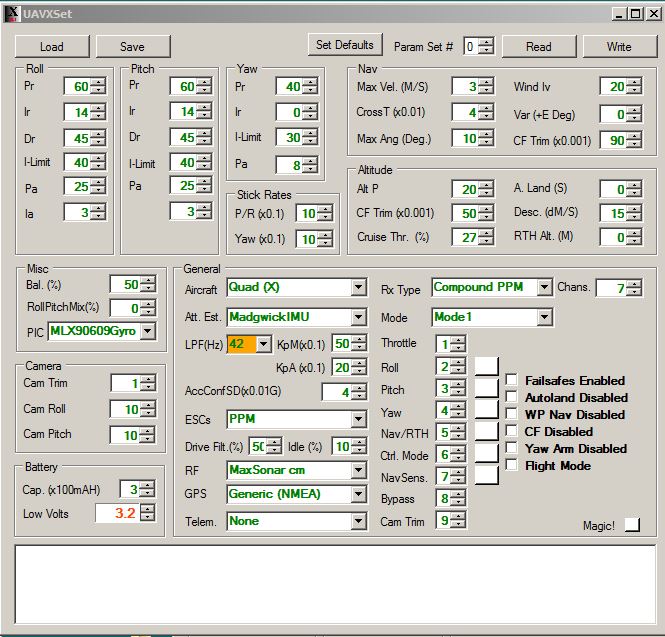 UAVXSet
Load Save Set Defaults Param Set # 0 Read Write
Roll
Pr 60
Ir 14
Dr 45
I-Limit 40
Pa 25
Ia 3
Pitch
Pr 60
Ir 14
Dr 45
I-Limit 40
Pa 25
3
Yaw
Pr 40
Ir 0
I-Limit 30
Pa 8
Stick Rates
P/R (x0.1) 10
Yaw (x0.1) 10
Nav
Max Vel. (M/S) 3 Wind Iv 20
CrossT (x0.01) 4 Var (+E Deg) 0
Max Ang (Deg.) 10 CF Trim (x0.001) 90
Altitude
Alt P 20 A. Land (S) 0
CF Trim (x0.001) 50 Desc. (dM/S) 15
Cruise Thr. (%) 27 RTH Alt. (M) 0
Misc
Bal. (%) 50
RollPitchMix(%) 0
PIC MLX90609Gyro
Camera
Cam Trim 1
Cam Roll 10
Cam Pitch 10
Battery
Cap. (x100mAH) 3
Low Volts 3.2
General
Aircraft Quad (X)
Att. Est. MadgwickIMU
LPF(Hz) 42 KpM(x0.1) 50
KpA (x0.1) 20
AccConfSD(x0.01G) 4
ESCs PPM
Drive Filt.(%) 50 Idle (%) 10
RF MaxSonar cm
GPS Generic (NMEA)
Telem. None
Rx Type Compound PPM Chans. 7
Mode Mode1
Throttle 1
Roll 2
Pitch 3
Yaw 4
Nav/RTH 5
Ctrl. Mode 6
NavSens. 7
Bypass 8
Cam Trim 9
Failsafes Enabled
Autoland Disabled
WP Nav Disabled
CF Disabled
Yaw Arm Disabled
Flight Mode
Magic!